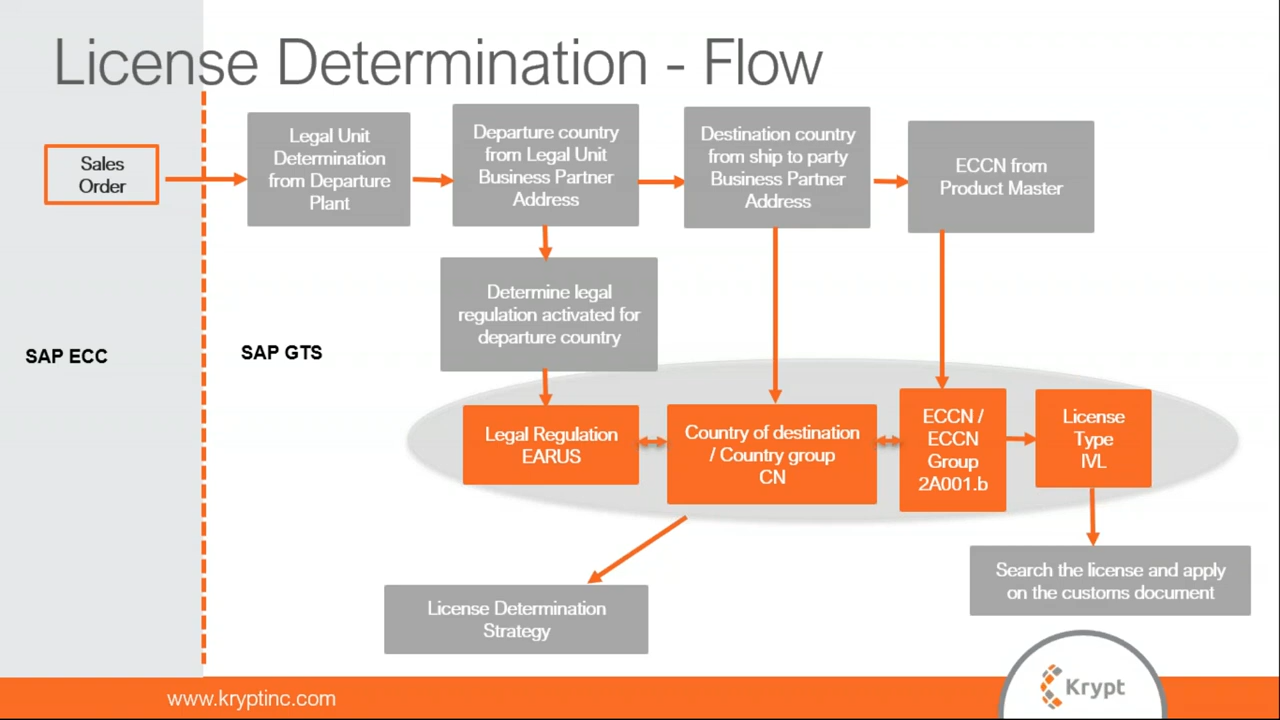 License Determination - Flow
Sales
Order
Legal Unit
Determination
from Departure
Plant
Departure country
from Legal Unit
Business Partner
Address
Destination country
from ship to party
Business Partner
Address
ECCN from
Product Master
Determine legal
regulation activated for
departure country
SAP ECC
SAP GTS
Legal Regulation
EARUS
Country of destination
/ Country group
CN
ECCN /
ECCN
Group
2A001.b
License
Type
IVL
Search the license and apply
on the customs document
License Determination
Strategy
www.kryptinc.com
Krypt